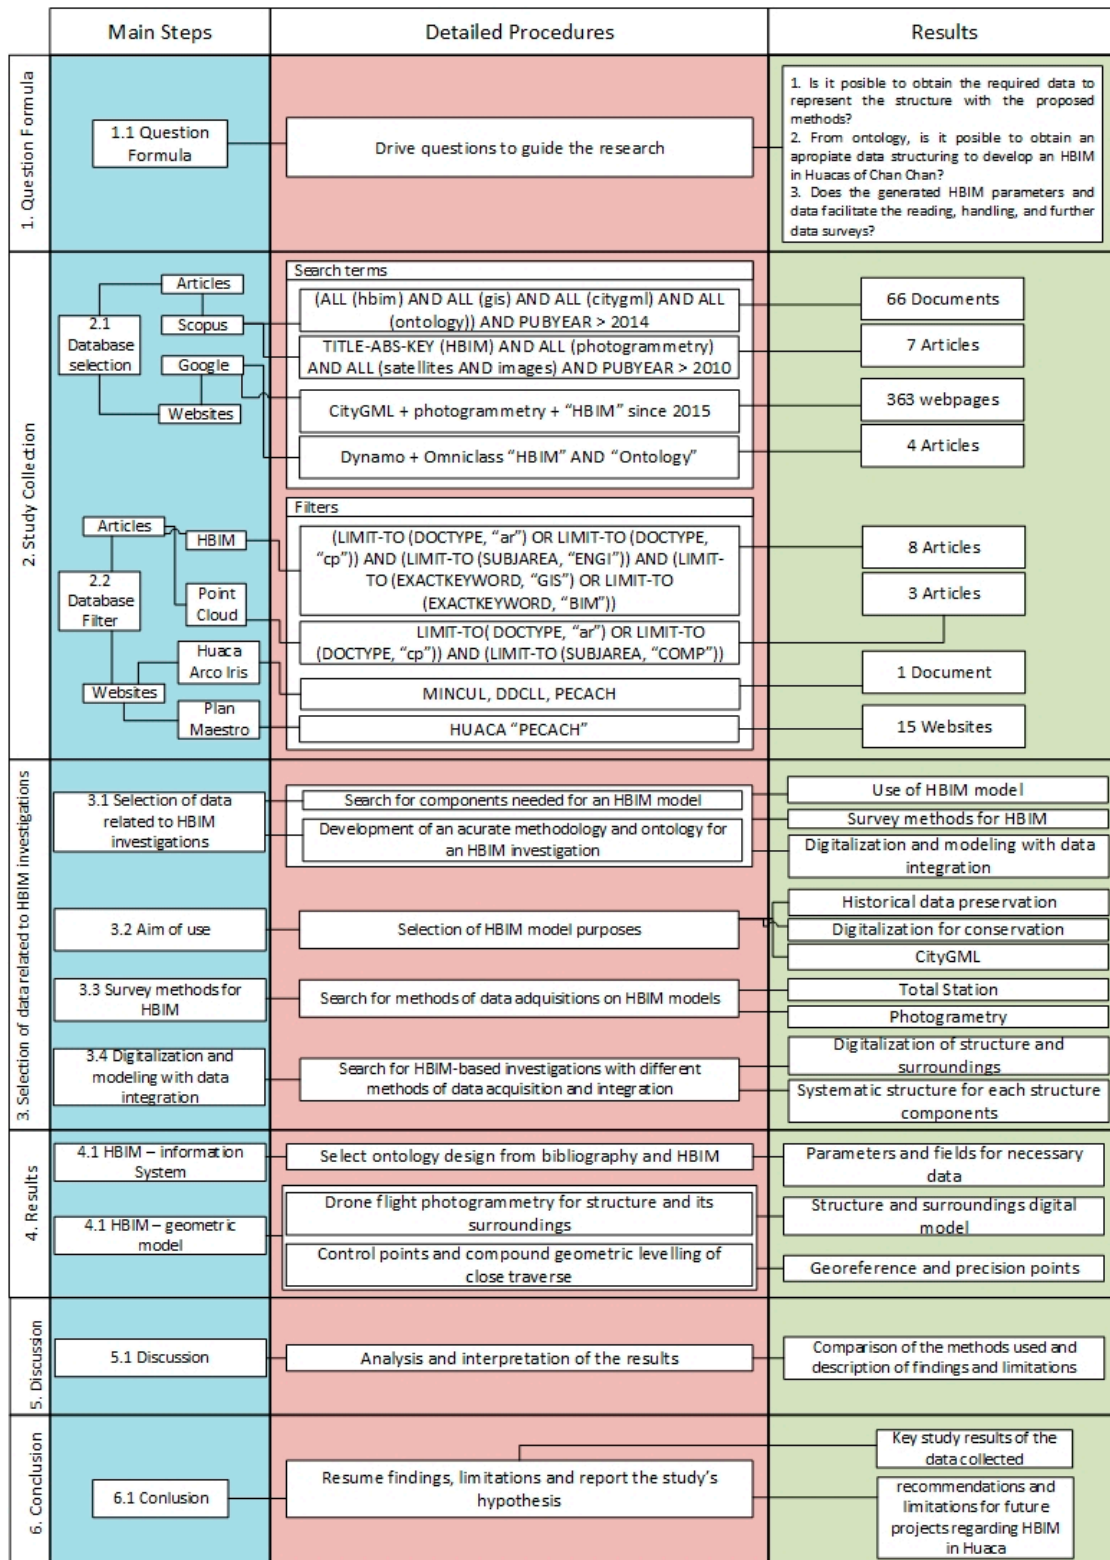 Main Steps
Detailed Procedures
Results
1. Question Formula
1.1 Question
Formula
Drive questions to guide the research
1. Is it posible to obtain the required data to
represent the structure with the proposed
methods?
2. From ontology, is it posible to obtain an
apropiate data structuring to develop an HBIM
in Huacas of Chan Chan?
3. Does the generated HBIM parameters and
data facilitate the reading, handling, and further
data surveys?
2. Study Collection
2.1
Database
selection
Articles
Scopus
Google
Websites
Search terms
(ALL (hbim) AND ALL (gis) AND ALL (citygml) AND ALL
(ontology)) AND PUBYEAR > 2014
TITLE-ABS-KEY (HBIM) AND ALL (photogrammetry)
AND ALL (satellites AND images) AND PUBYEAR > 2010
CityGML + photogrammetry + “HBIM” since 2015
Dynamo + Omniclass “HBIM” AND “Ontology”
66 Documents
7 Articles
363 webpages
4 Articles
2.2
Database
Filter
Articles
HBIM
Point
Cloud
Huaca
Arco Iris
Websites
Plan
Maestro
Filters
(LIMIT-TO (DOCTYPE, “ar”) OR LIMIT-TO (DOCTYPE,
“cp”)) AND (LIMIT-TO (SUBJAREA, “ENGI”)) AND (LIMIT-
TO (EXACTKEYWORD, “GIS”) OR LIMIT-TO
(EXACTKEYWORD, “BIM”))
LIMIT-TO( DOCTYPE, “ar”) OR LIMIT-TO
(DOCTYPE, “cp”)) AND (LIMIT-TO (SUBJAREA, “COMP”))
MINCUL, DDCLL, PECACH
HUACA “PECACH”
8 Articles
3 Articles
1 Document
15 Websites
3. Selection of data related to HBIM investigations
3.1 Selection of data
related to HBIM
investigations
Search for components needed for an HBIM model
Development of an acurate methodology and ontology for
an HBIM investigation
Use of HBIM model
Survey methods for HBIM
Digitalization and modeling with data
integration
3.2 Aim of use
Selection of HBIM model purposes
Historical data preservation
Digitalization for conservation
CityGML
3.3 Survey methods for
HBIM
Search for methods of data adquisitions on HBIM models
Total Station
Photogrametry
3.4 Digitalization and
modeling with data
integration
Search for HBIM-based investigations with different
methods of data acquisition and integration
Digitalization of structure and
surroundings
Systematic structure for each structure
components
4. Results
4.1 HBIM – information
System
Select ontology design from bibliography and HBIM
Parameters and fields for necessary
data
4.1 HBIM – geometric
model
Drone flight photogrammetry for structure and its
surroundings
Control points and compound geometric levelling of
close traverse
Structure and surroundings digital
model
Georeference and precision points
5. Discussion
5.1 Discussion
Analysis and interpretation of the results
Comparison of the methods used and
description of findings and limitations
6. Conclusion
6.1 Conlusion
Resume findings, limitations and report the study’s
hypothesis
Key study results of the
data collected
recommendations and
limitations for future
projects regarding HBIM
in Huaca